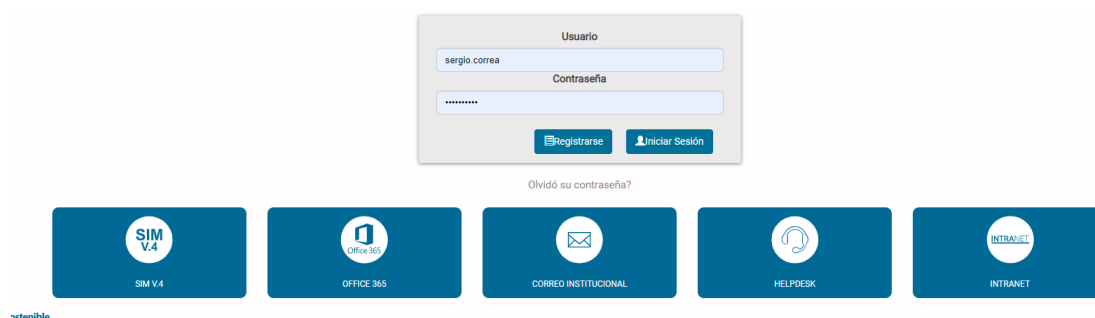 Usuario
sergio.correa
Contraseña
••••••••••
Registrarse
Iniciar Sesión
Olvidó su contraseña?
SIM
V.4
SIM V.4
Office 365
OFFICE 365
CORREO INSTITUCIONAL
HELPDESK
INTRANET
INTRANET
ostenible